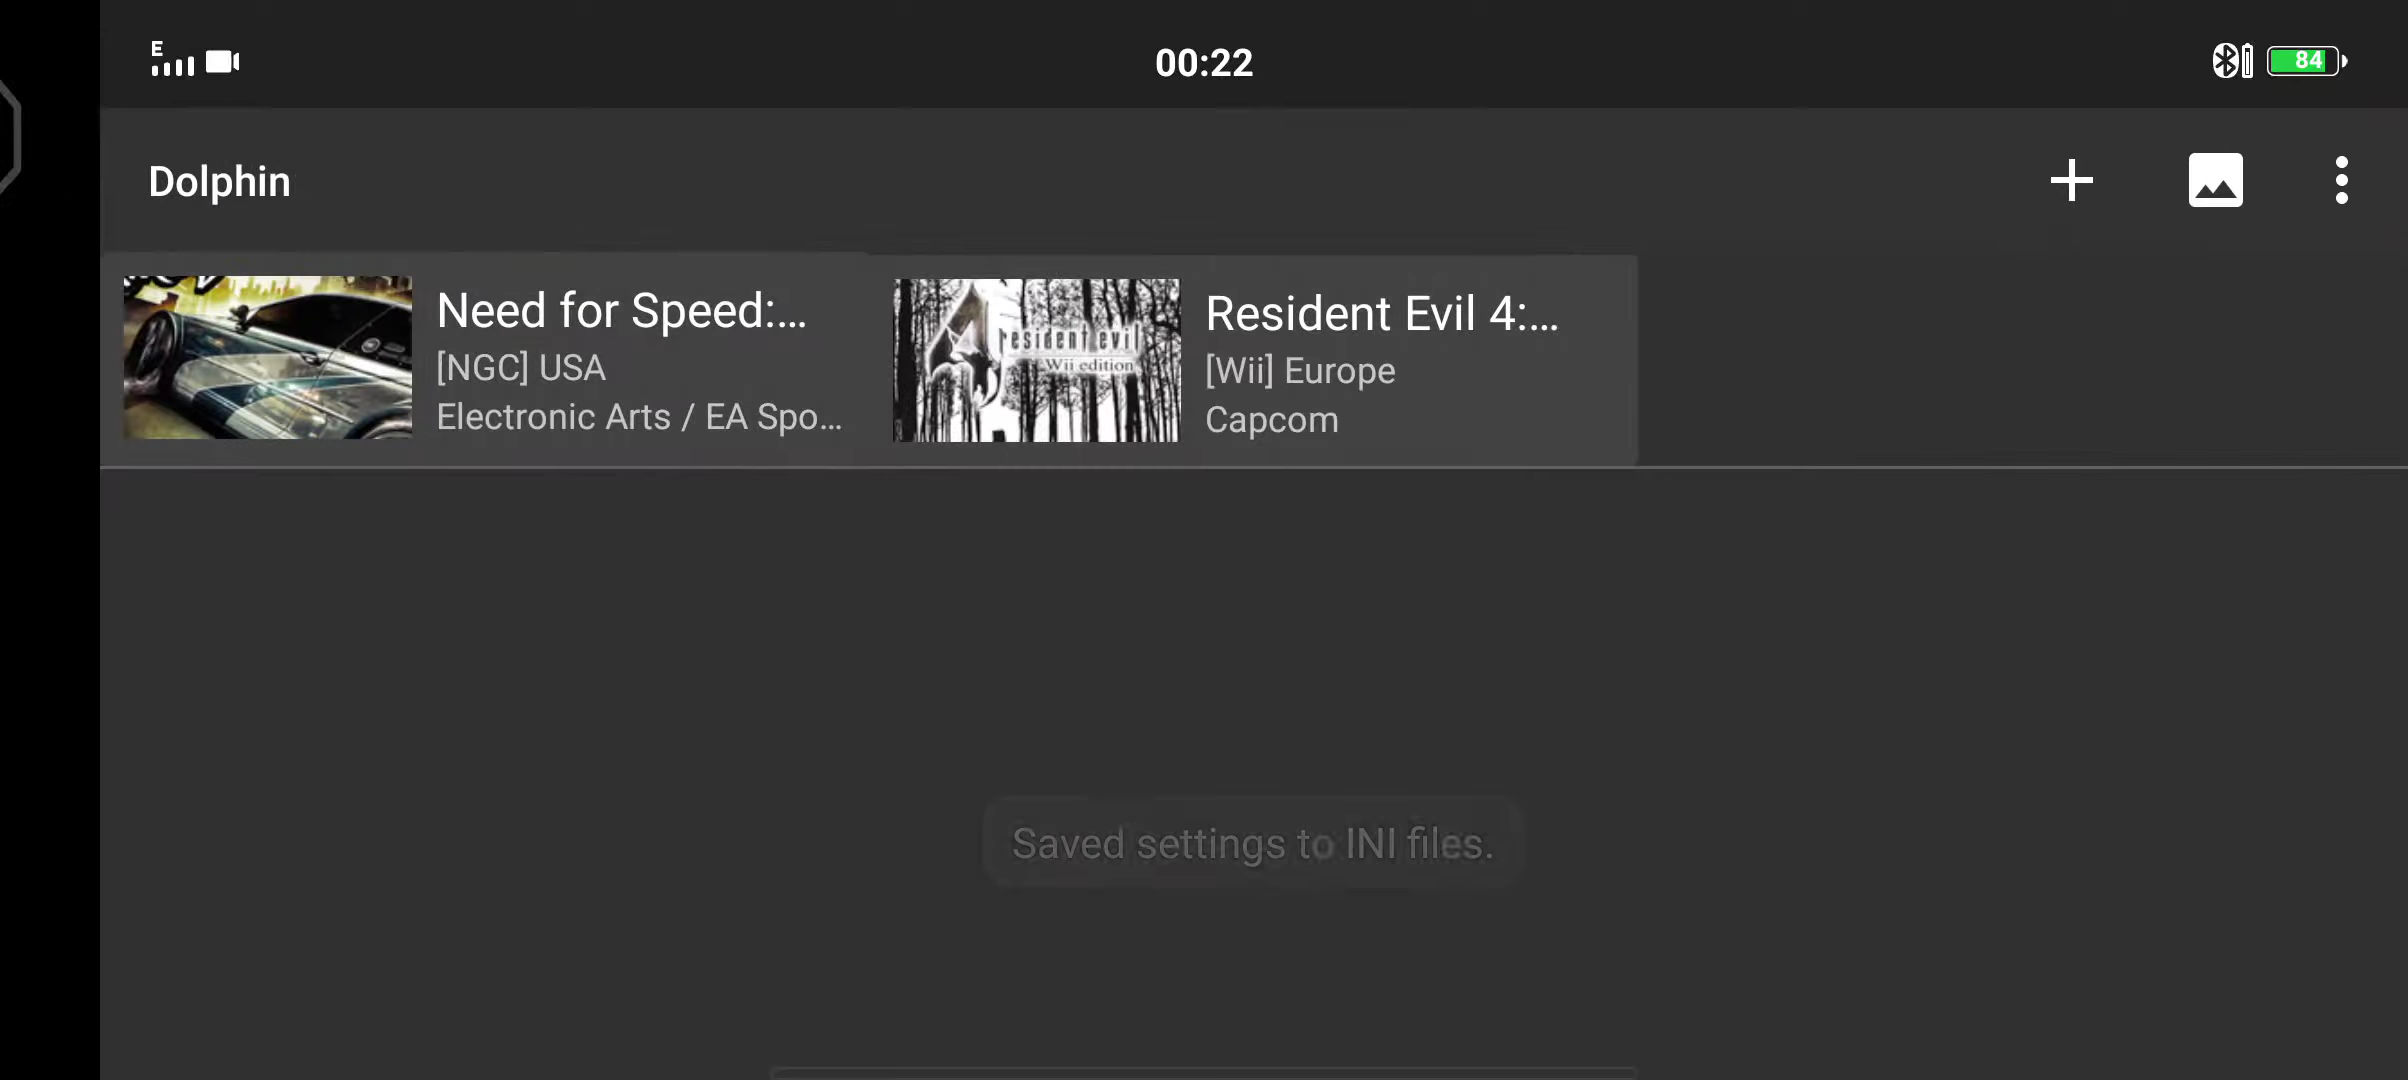 E
00:22
84
Dolphin
Need for Speed:...
[NGC] USA
Electronic Arts / EA Spo...
resident evil
4
Wii edition
Resident Evil 4:...
[Wii] Europe
Capcom
Saved settings to INI files.